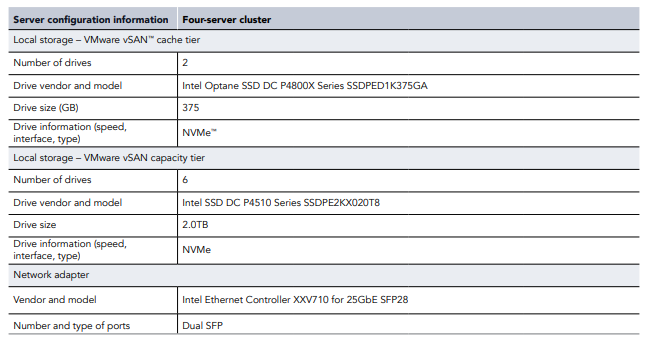 Server configuration information Four-server cluster
Local storage – VMware vSAN™ cache tier
Number of drives 2
Drive vendor and model Intel Optane SSD DC P4800X Series SSDPED1K375GA
Drive size (GB) 375
Drive information (speed,
interface, type) NVMe™
Local storage – VMware vSAN capacity tier
Number of drives 6
Drive vendor and model Intel SSD DC P4510 Series SSDPE2KX020T8
Drive size 2.0TB
Drive information (speed,
interface, type) NVMe
Network adapter
Vendor and model Intel Ethernet Controller XXV710 for 25GbE SFP28
Number and type of ports Dual SFP